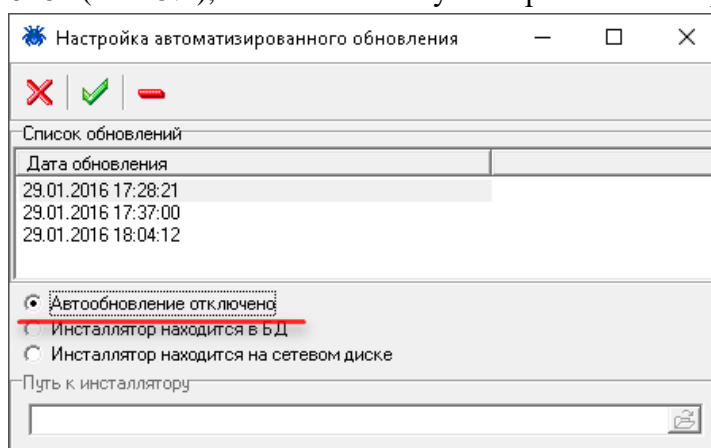 Настройка автоматизированного обновления
Список обновлений
Дата обновления
29.01.2016 17:28:21
29.01.2016 17:37:00
29.01.2016 18:04:12
Автообновление отключено
Инсталлятор находится в БД
Инсталлятор находится на сетевом диске
Путь к инсталлятору